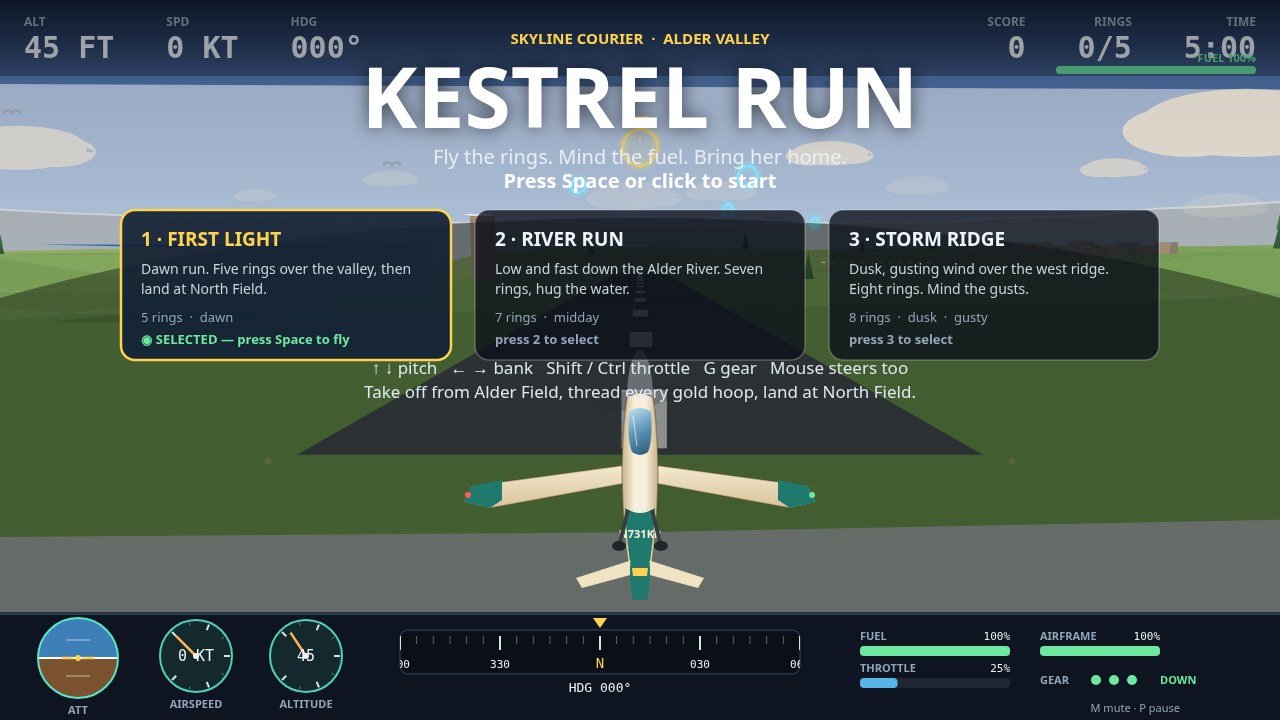 ALT SPD HDG SCORE RINGS TIME
45 FT 0 KT 000° 0 0/5 5:00
FUEL 100%
SKYLINE COURIER · ALDER VALLEY
KESTREL RUN
Fly the rings. Mind the fuel. Bring her home.
Press Space or click to start
1 · FIRST LIGHT
Dawn run. Five rings over the valley, then
land at North Field.
5 rings · dawn
◉ SELECTED — press Space to fly
2 · RIVER RUN
Low and fast down the Alder River. Seven
rings, hug the water.
7 rings · midday
press 2 to select
3 · STORM RIDGE
Dusk, gusting wind over the west ridge.
Eight rings. Mind the gusts.
8 rings · dusk · gusty
press 3 to select
↑ ↓ pitch ← → bank Shift / Ctrl throttle G gear Mouse steers too
Take off from Alder Field, thread every gold hoop, land at North Field.
ATT
0 KT
AIRSPEED
45
ALTITUDE
330 N 030
HDG 000°
FUEL 100%
THROTTLE 25%
AIRFRAME 100%
GEAR DOWN
M mute · P pause